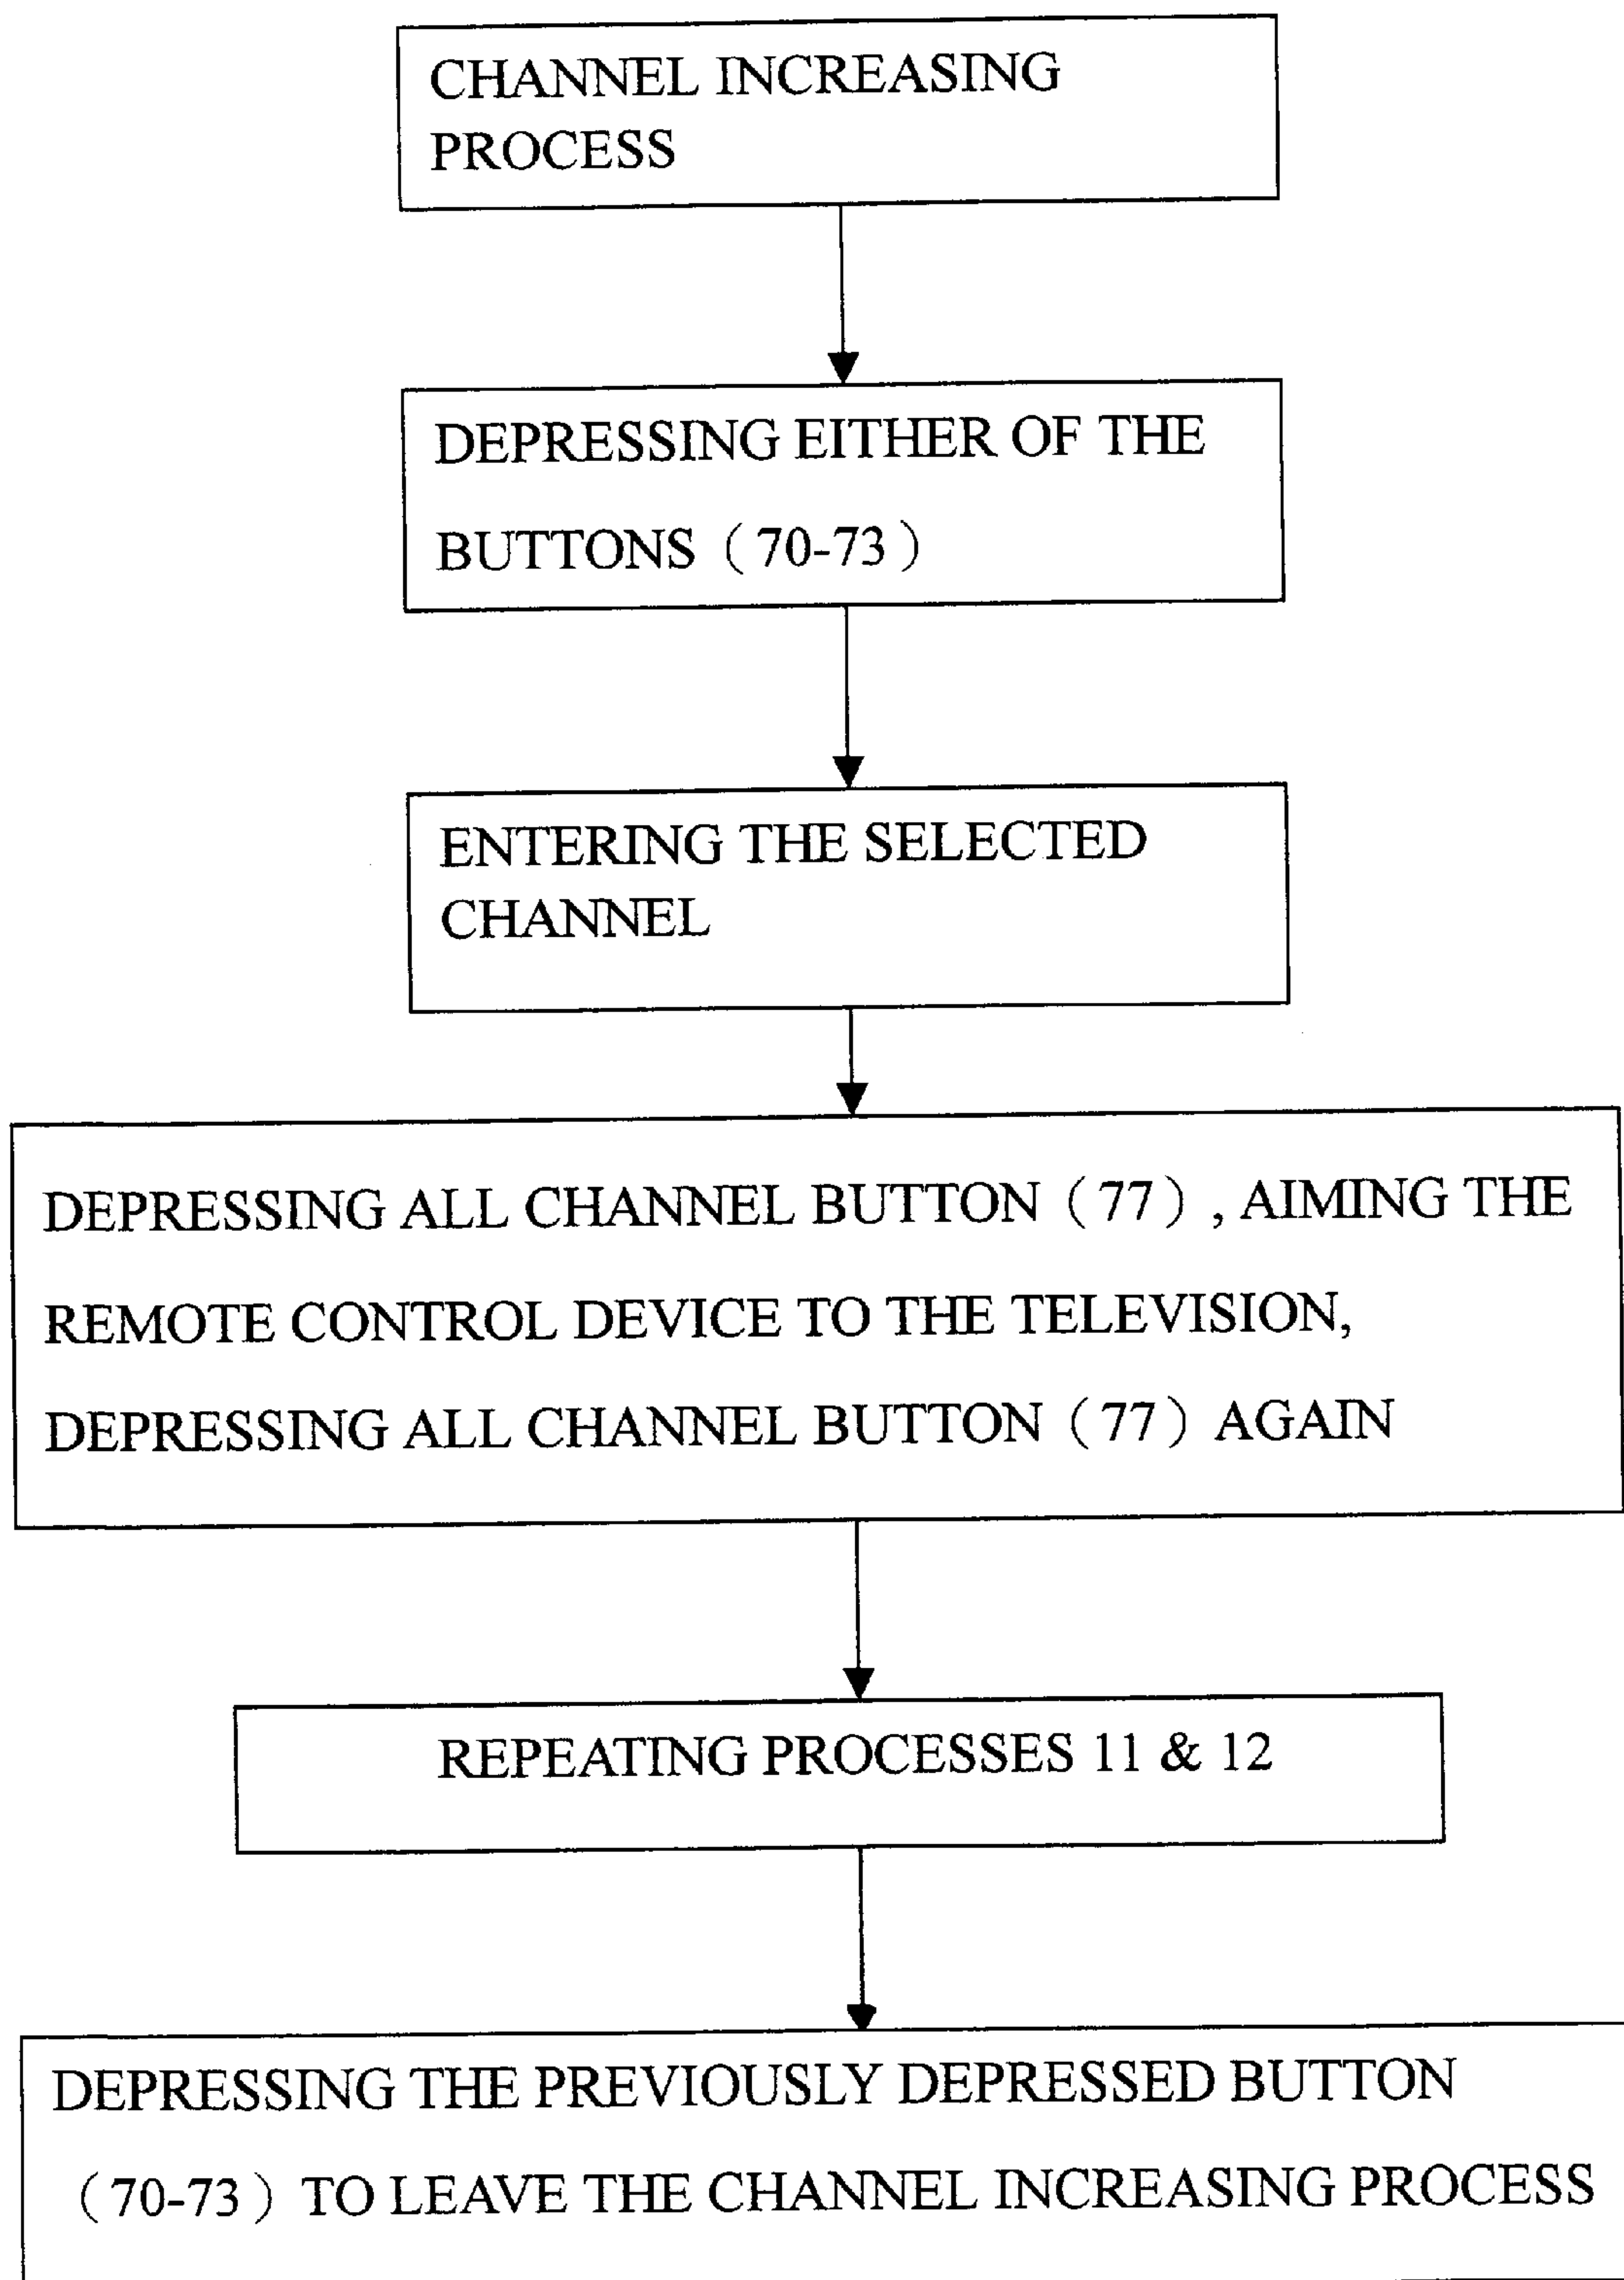 CHANNEL INCREASING
PROCESS
DEPRESSING EITHER OF THE
BUTTONS（70-73）
ENTERING THE SELECTED
CHANNEL
DEPRESSING ALL CHANNEL BUTTON（77）, AIMING THE
REMOTE CONTROL DEVICE TO THE TELEVISION,
DEPRESSING ALL CHANNEL BUTTON（77）AGAIN
REPEATING PROCESSES 11 & 12
DEPRESSING THE PREVIOUSLY DEPRESSED BUTTON
（70-73）TO LEAVE THE CHANNEL INCREASING PROCESS